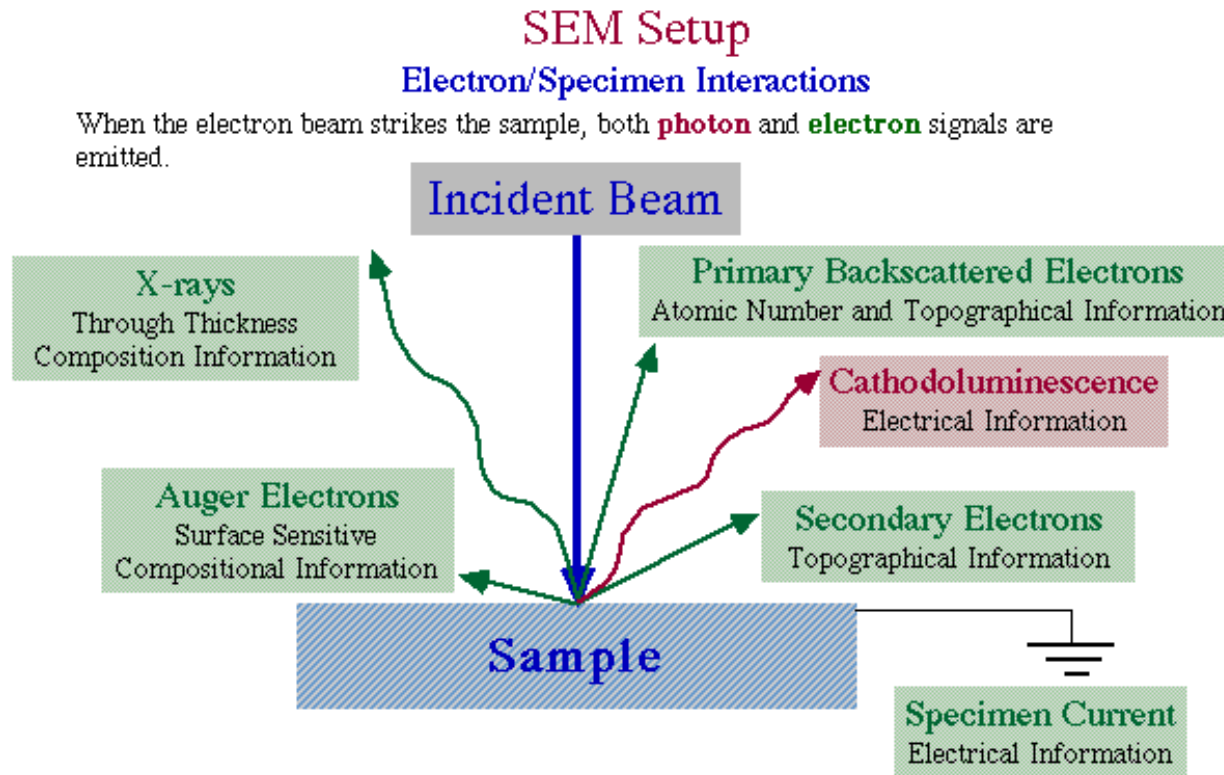 SEM Setup
Electron/Specimen Interactions
When the electron beam strikes the sample, both photon and electron signals are
emitted.
Incident Beam
X-rays
Through Thickness
Composition Information
Primary Backscattered Electrons
Atomic Number and Topographical Information
Cathodoluminescence
Electrical Information
Auger Electrons
Surface Sensitive
Compositional Information
Secondary Electrons
Topographical Information
Sample
Specimen Current
Electrical Information